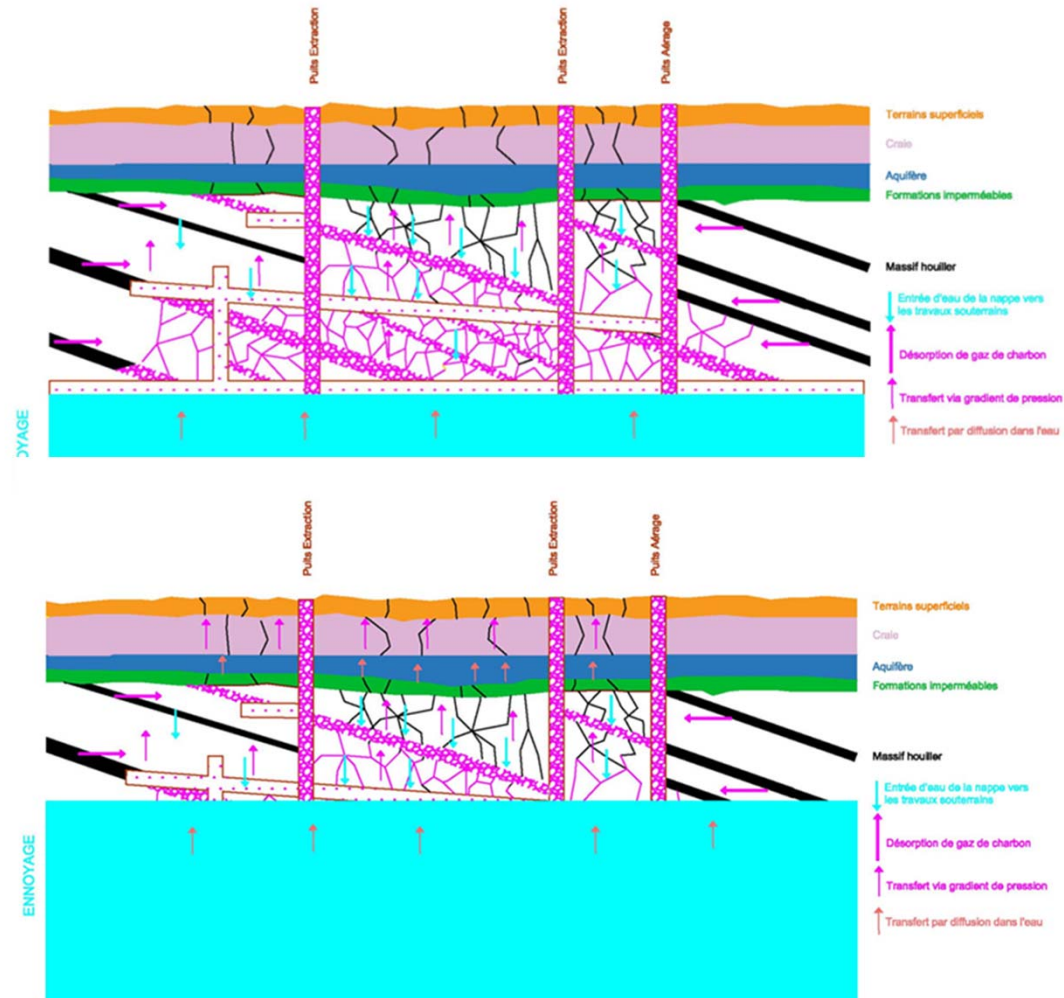 Puits Extraction
Puits Extraction
Puits Aérage
Terrains superficiels
Craie
Aquifère
Formations imperméables
Massif houiller
Entrée d'eau de la nappe vers
les travaux souterrains
Désorption de gaz de charbon
Transfert via gradient de pression
Transfert par diffusion dans l'eau
OYAGE
Puits Extraction
Puits Extraction
Puits Aérage
Terrains superficiels
Craie
Aquifère
Formations imperméables
Massif houiller
Entrée d'eau de la nappe vers
les travaux souterrains
Désorption de gaz de charbon
Transfert via gradient de pression
Transfert par diffusion dans l'eau
ENNOYAGE